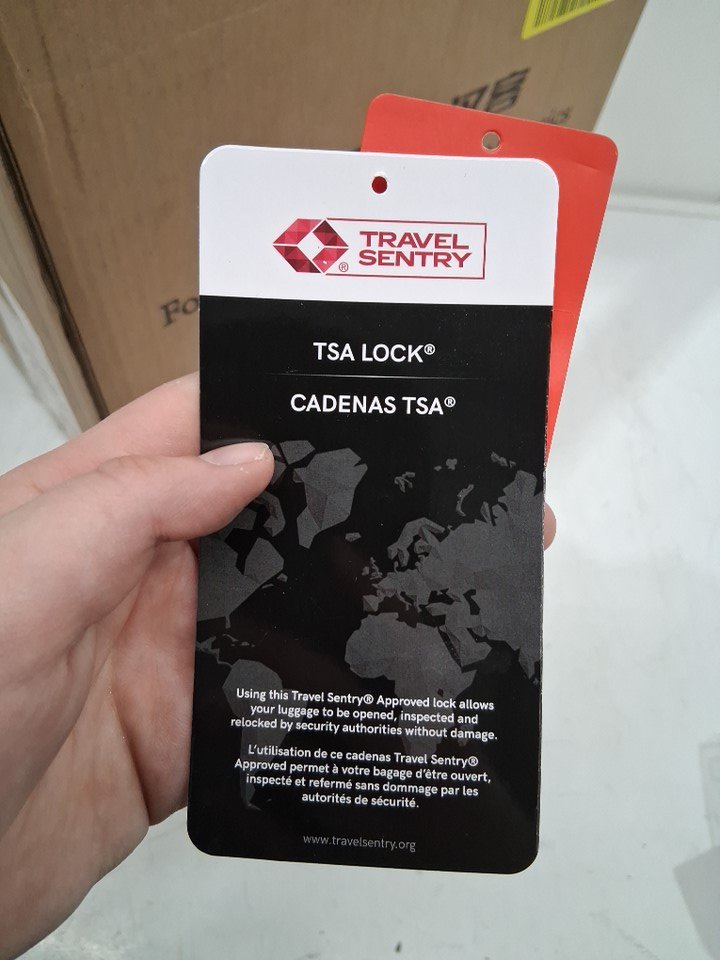 TRAVEL
SENTRY
®
TSA LOCK®
CADENAS TSA®
Using this Travel Sentry® Approved lock allows
your luggage to be opened, inspected and
relocked by security authorities without damage.
L'utilisation de ce cadenas Travel Sentry®
Approved permet à votre bagage d'être ouvert,
inspecté et refermé sans dommage par les
autorités de sécurité.
www.travelsentry.org